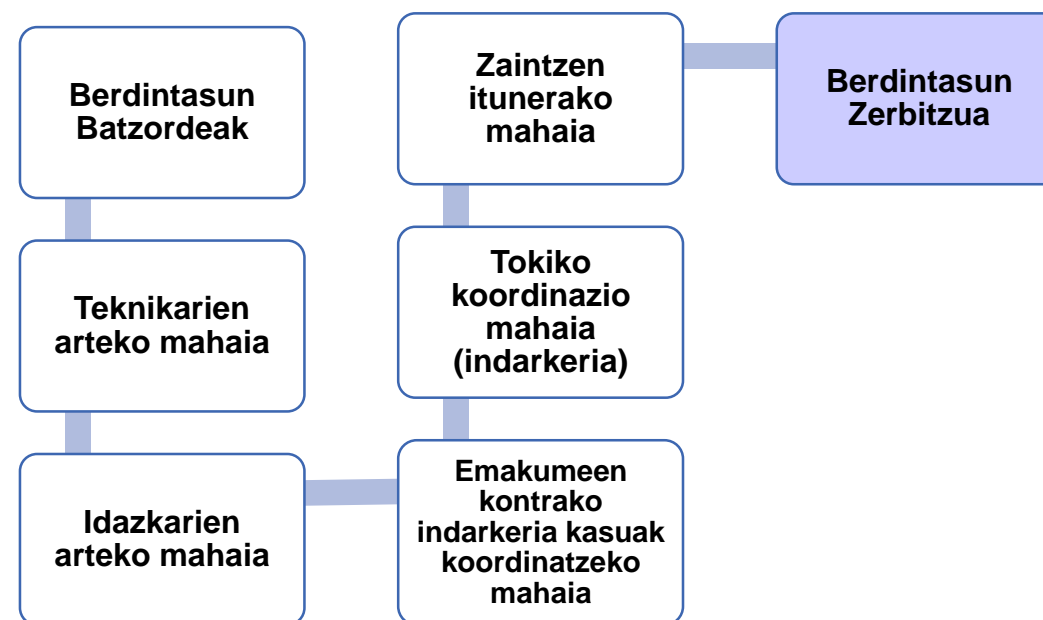 Berdintasun
Batzordeak
Teknikarien
arteko mahaia
Idazkarien
arteko mahaia
Emakumeen
kontrako
indarkeria kasuak
koordinatzeko
mahaia
Tokiko
koordinazio
mahaia
(indarkeria)
Zaintzen
itunerako
mahaia
Berdintasun
Zerbitzua